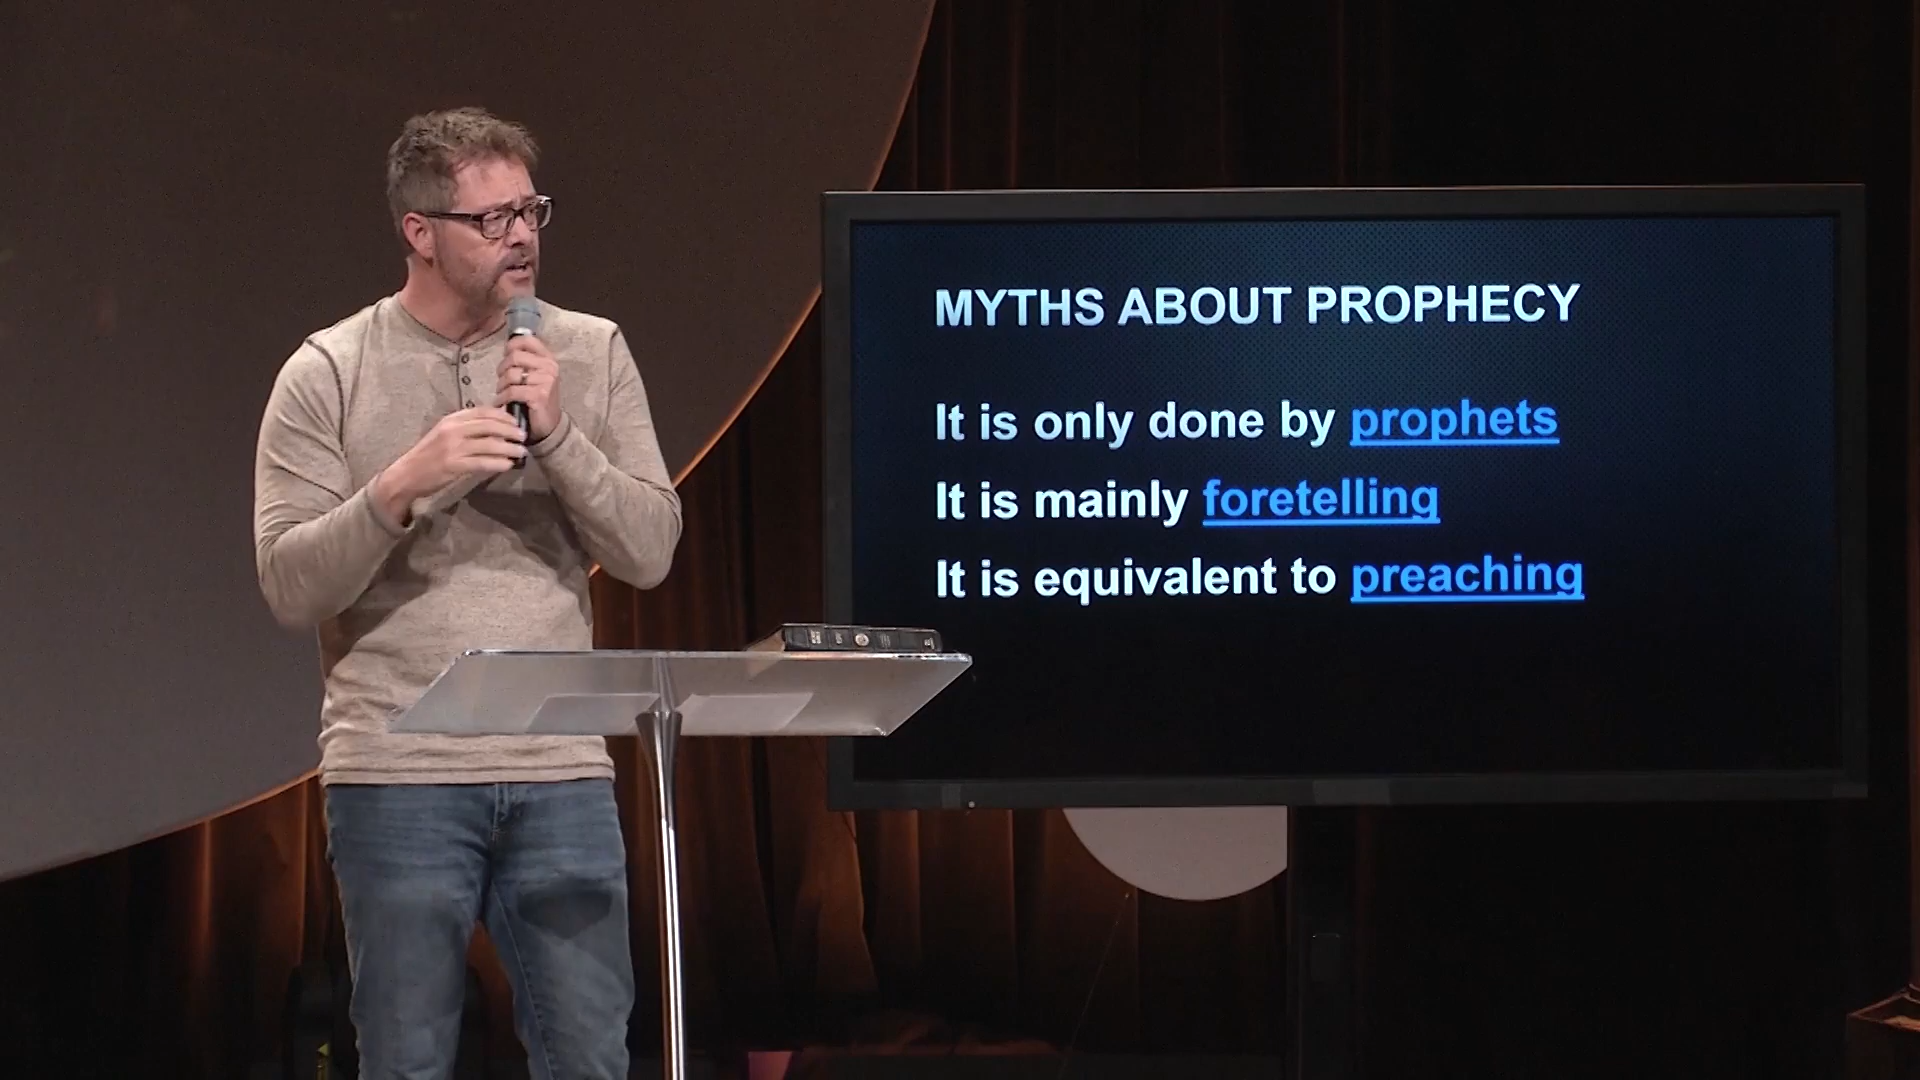 MYTHS ABOUT PROPHECY
It is only done by prophets
It is mainly foretelling
It is equivalent to preaching